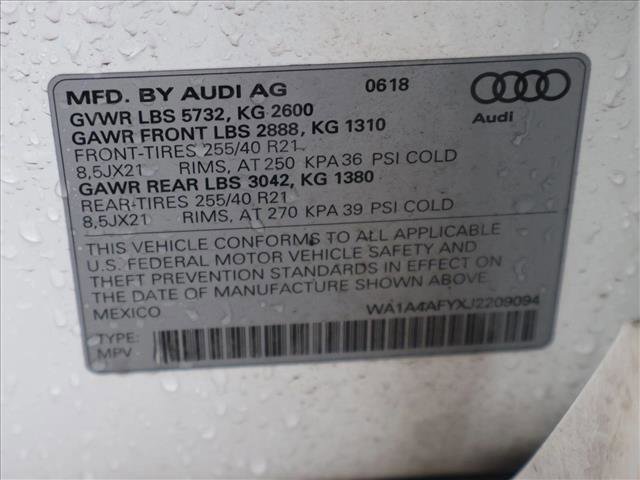 MFD. BY AUDI AG 0618
GVWR LBS 5732, KG 2600
GAWR FRONT LBS 2888, KG 1310
FRONT-TIRES 255/40 R21
8,5JX21 RIMS, AT 250 KPA 36 PSI COLD
GAWR REAR LBS 3042, KG 1380
REAR-TIRES 255/40 R21
8,5JX21 RIMS, AT 270 KPA 39 PSI COLD
Audi
THIS VEHICLE CONFORMS TO ALL APPLICABLE
U.S. FEDERAL MOTOR VEHICLE SAFETY AND
THEFT PREVENTION STANDARDS IN EFFECT ON
THE DATE OF MANUFACTURE SHOWN ABOVE.
MEXICO WA1A4AFYXJ2209094
TYPE:
MPV